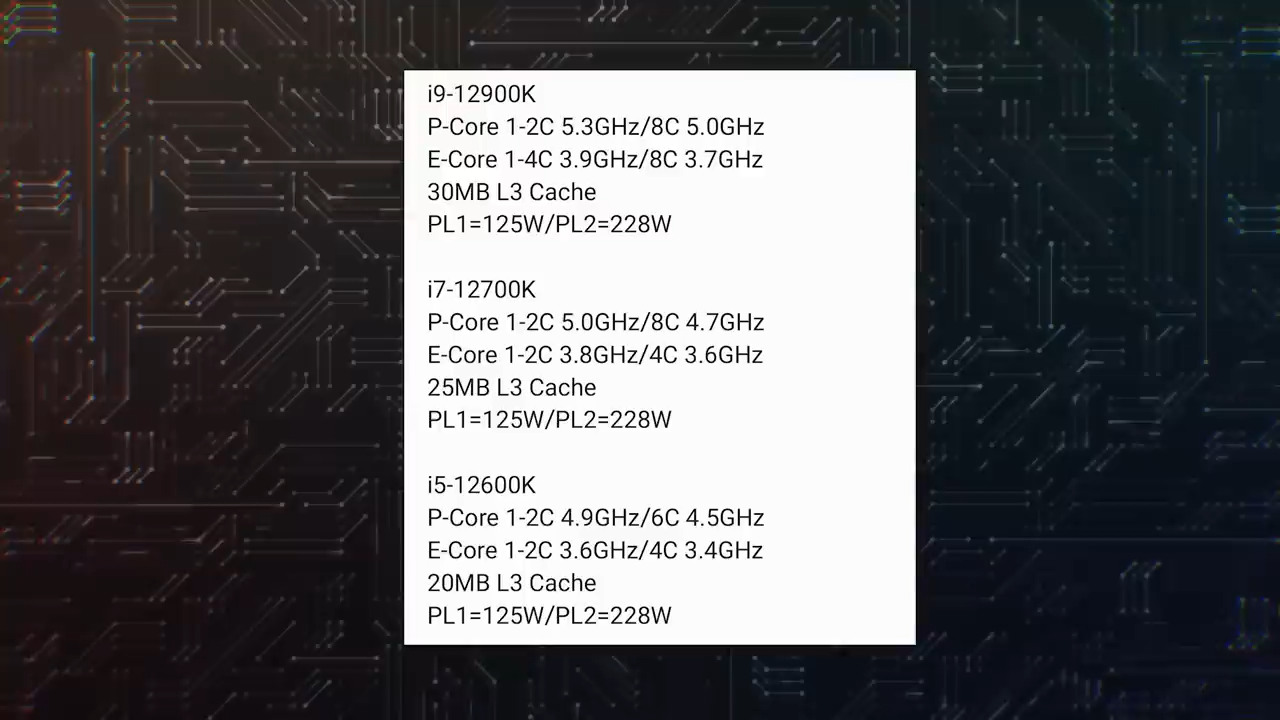 i9-12900K
P-Core 1-2C 5.3GHz/8C 5.0GHz
E-Core 1-4C 3.9GHz/8C 3.7GHz
30MB L3 Cache
PL1=125W/PL2=228W
i7-12700K
P-Core 1-2C 5.0GHz/8C 4.7GHz
E-Core 1-2C 3.8GHz/4C 3.6GHz
25MB L3 Cache
PL1=125W/PL2=228W
i5-12600K
P-Core 1-2C 4.9GHz/6C 4.5GHz
E-Core 1-2C 3.6GHz/4C 3.4GHz
20MB L3 Cache
PL1=125W/PL2=228W